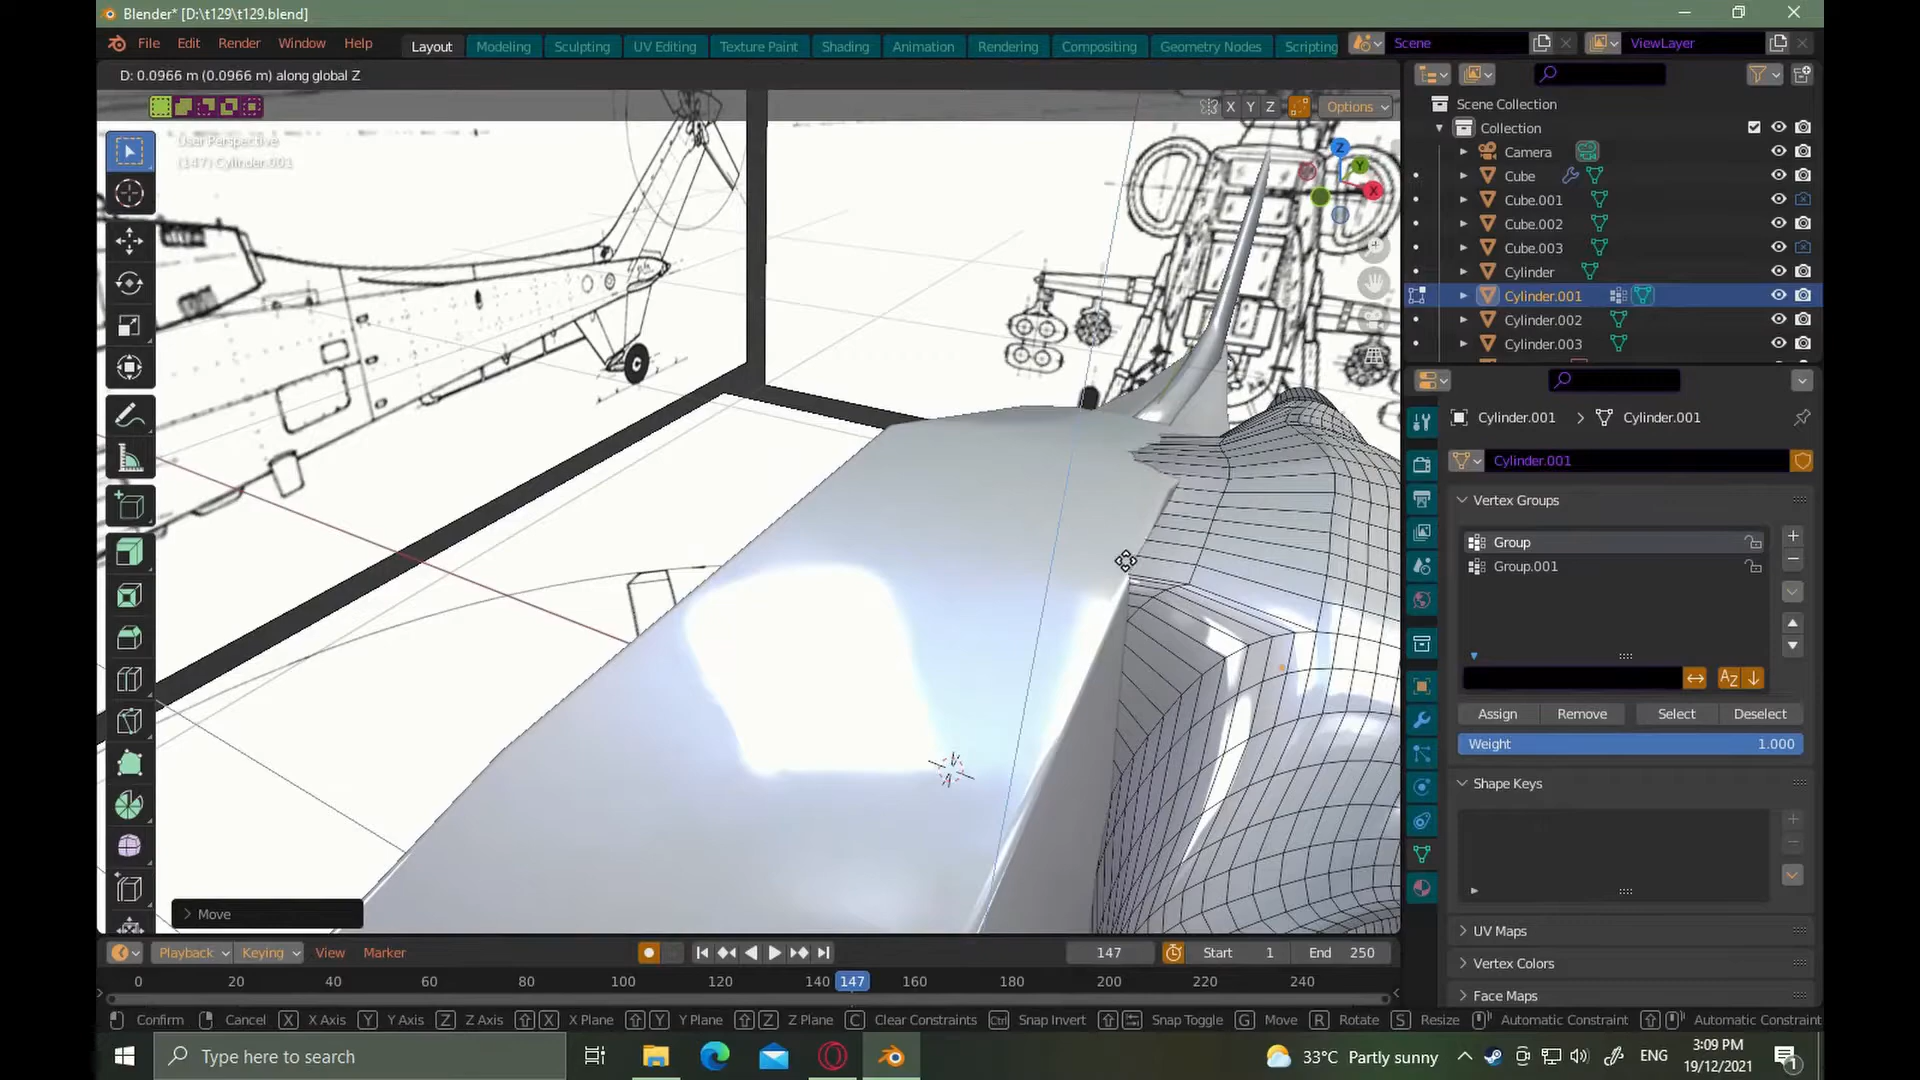 Blender* [D:\t129\t129.blend]
File Edit Render Window Help
Layout Modeling Sculpting UV Editing Texture Paint Shading Animation Rendering Compositing Geometry Nodes Scripting
Scene
ViewLayer
D: 0.0966 m (0.0966 m) along global Z
X Y Z Options
User Perspective
(147) Cylinder.001
Z
Y
X
Scene Collection
Collection
Camera
Cube
Cube.001
Cube.002
Cube.003
Cylinder
Cylinder.001
Cylinder.002
Cylinder.003
Cylinder.001 > Cylinder.001
Cylinder.001
Vertex Groups
Group
Group.001
Assign Remove Select Deselect
Weight 1.000
Shape Keys
UV Maps
Vertex Colors
Face Maps
Move
Playback Keying View Marker
147 Start 1 End 250
0 20 40 60 80 100 120 140 147 160 180 200 220 240
Confirm Cancel X X Axis Y Y Axis Z Z Axis X X Plane Y Y Plane Z Z Plane C Clear Constraints Ctrl Snap Invert Snap Toggle G Move R Rotate S Resize Automatic Constraint Automatic Constraint
Type here to search
33°C Partly sunny
ENG
3:09 PM
19/12/2021
1